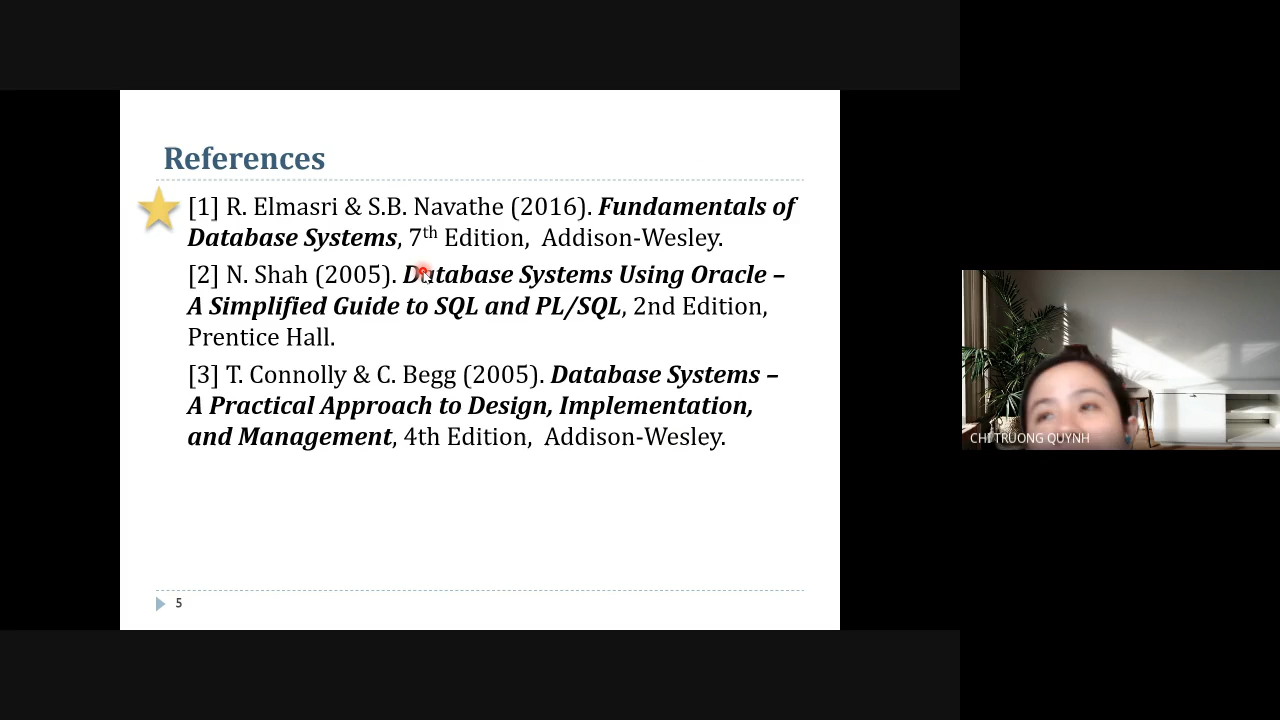 References
[1] R. Elmasri & S.B. Navathe (2016). Fundamentals of
Database Systems, 7th Edition,  Addison-Wesley.
[2] N. Shah (2005). Database Systems Using Oracle –
A Simplified Guide to SQL and PL/SQL, 2nd Edition,
Prentice Hall.
[3] T. Connolly & C. Begg (2005). Database Systems –
A Practical Approach to Design, Implementation,
and Management, 4th Edition,  Addison-Wesley.
5
CHI TRUONG QUYNH